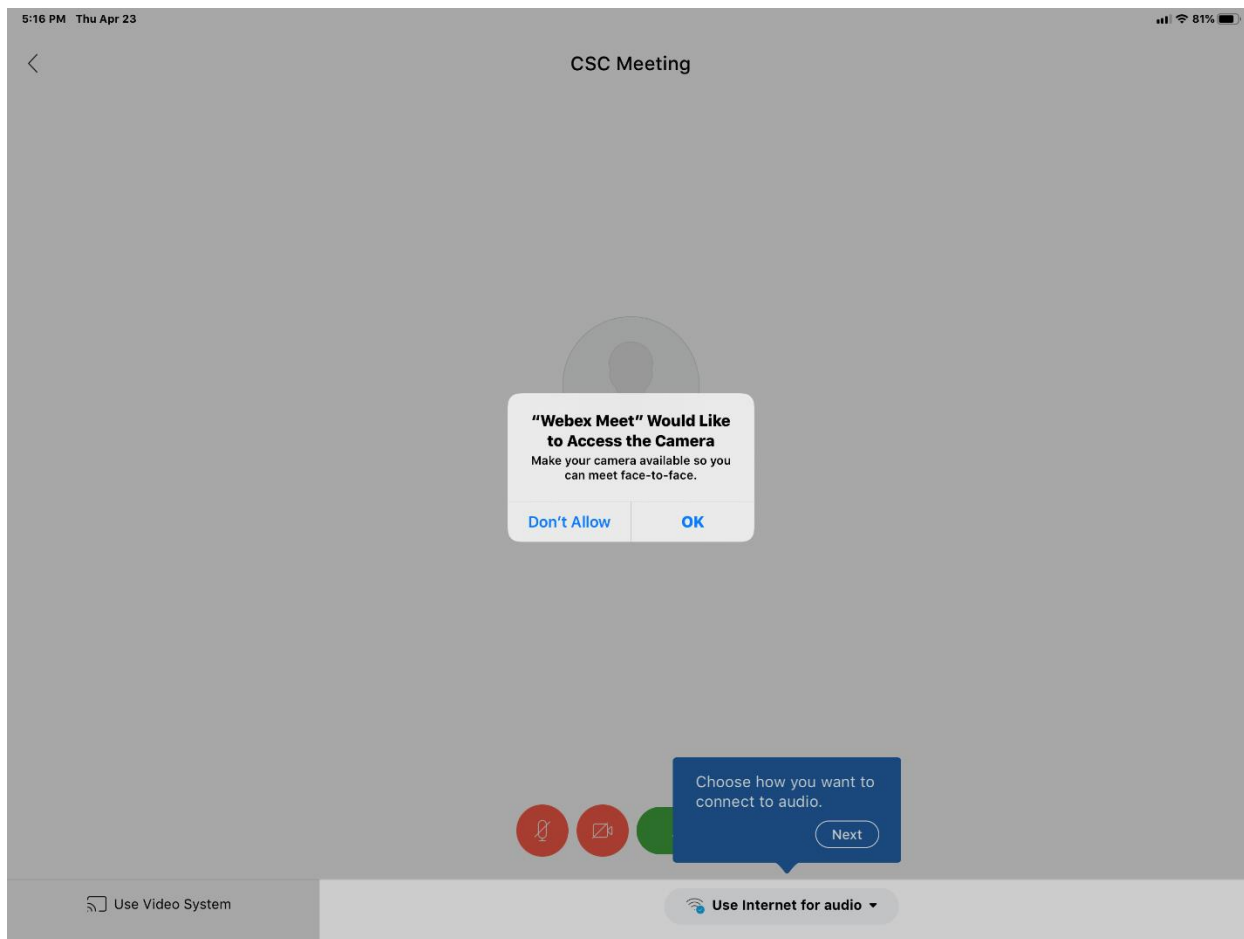 5:16 PM Thu Apr 23
81%
CSC Meeting
"Webex Meet" Would Like
to Access the Camera
Make your camera available so you
can meet face-to-face.
Don't Allow
OK
Choose how you want to
connect to audio.
Next
Use Video System
Use Internet for audio